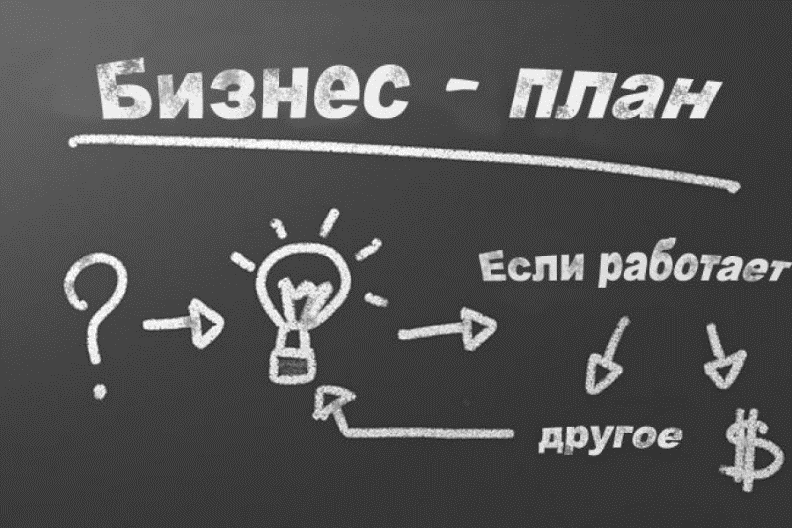 Бизнес - план
?
Если работает
другое
$